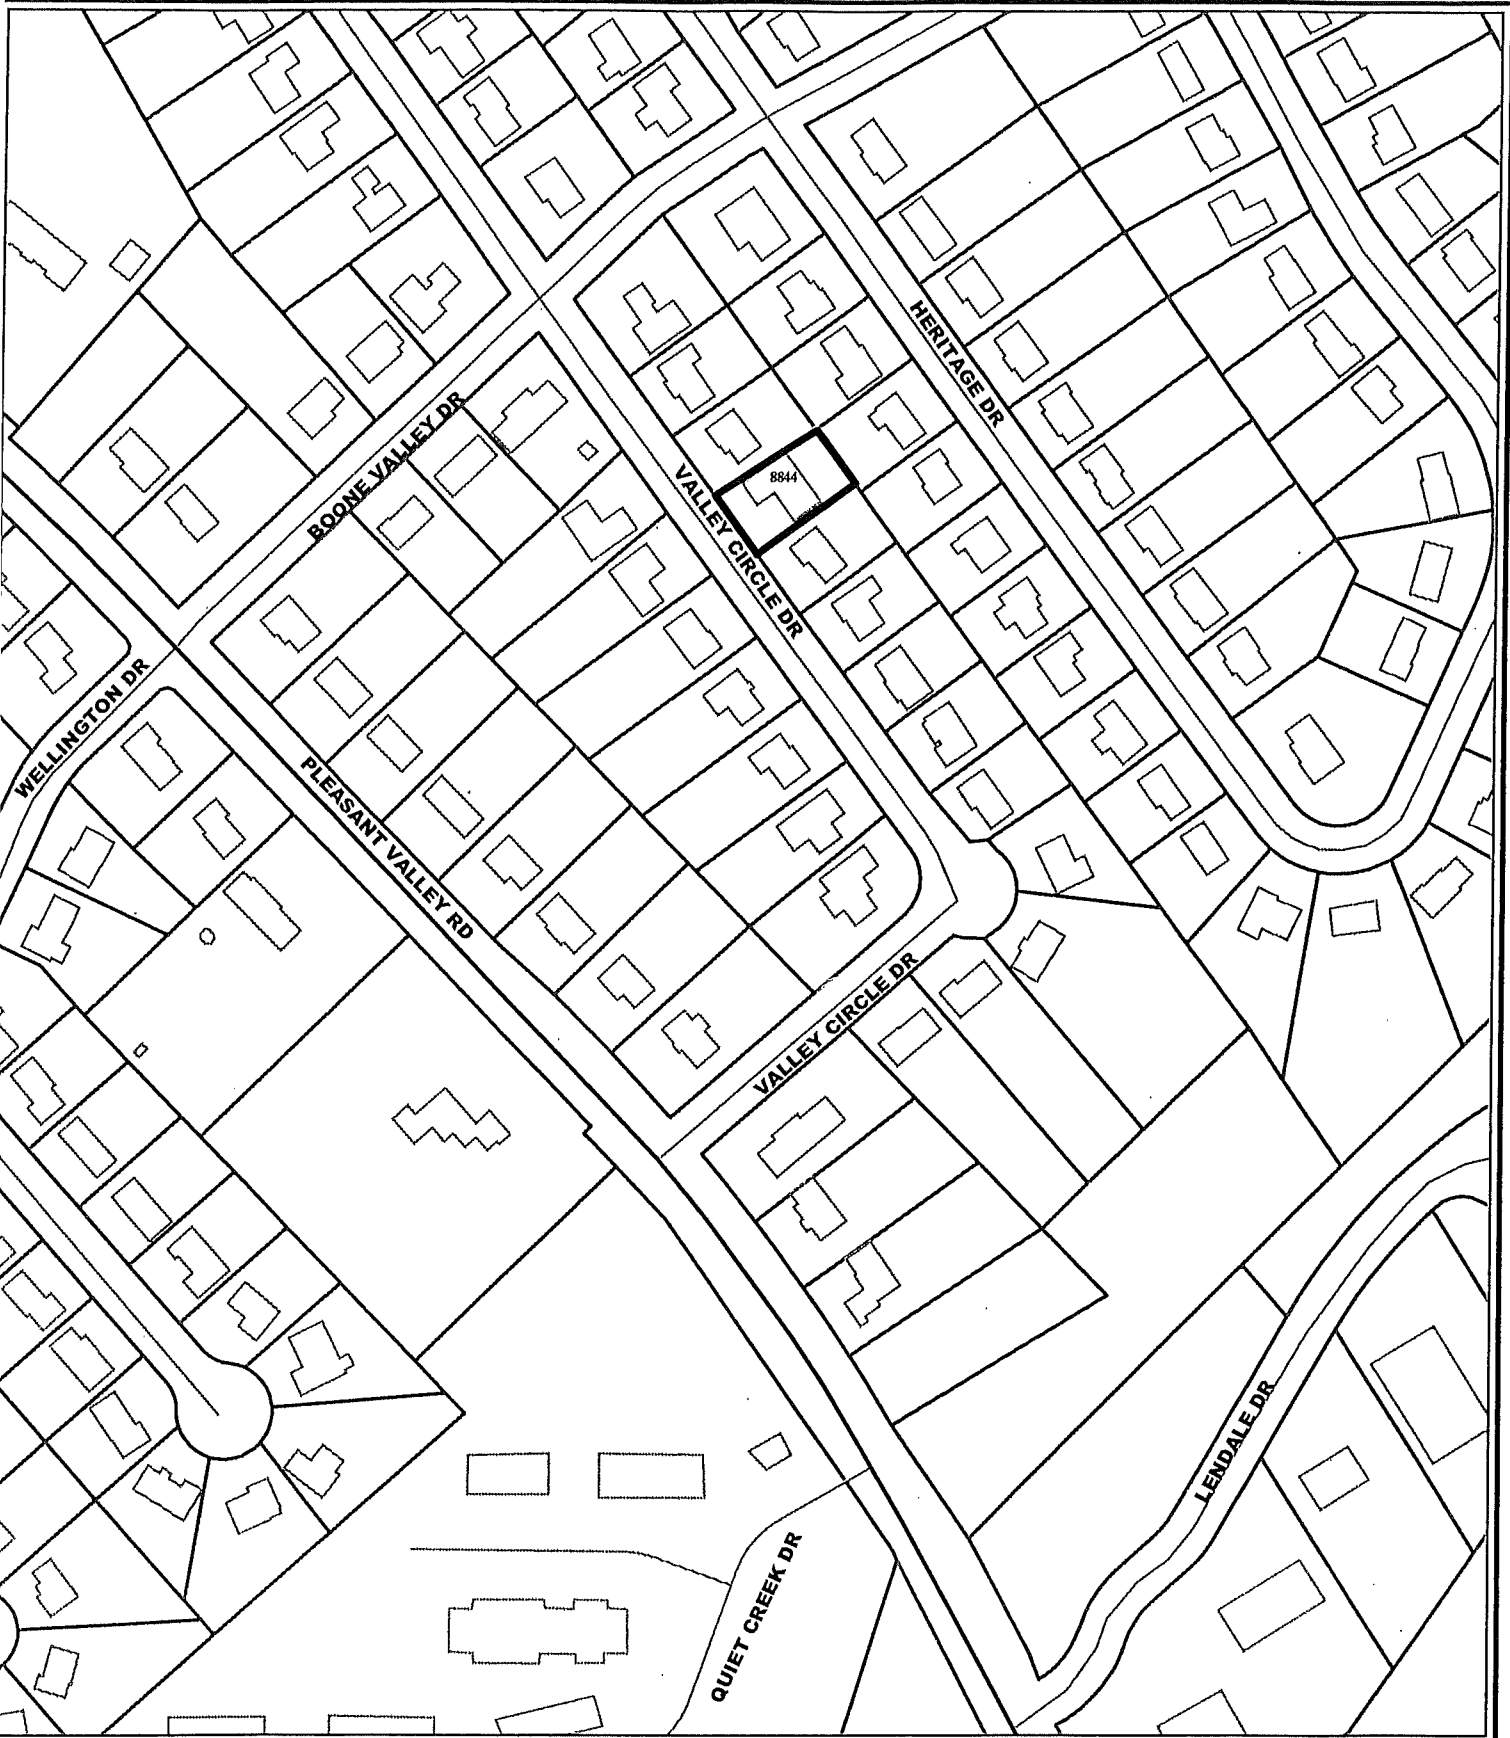 HERITAGE DR
BOONE VALLEY DR
8844
VALLEY CIRCLE DR
WELLINGTON DR
PLEASANT VALLEY RD
VALLEY CIRCLE DR
LENDALE DR
QUIET CREEK DR